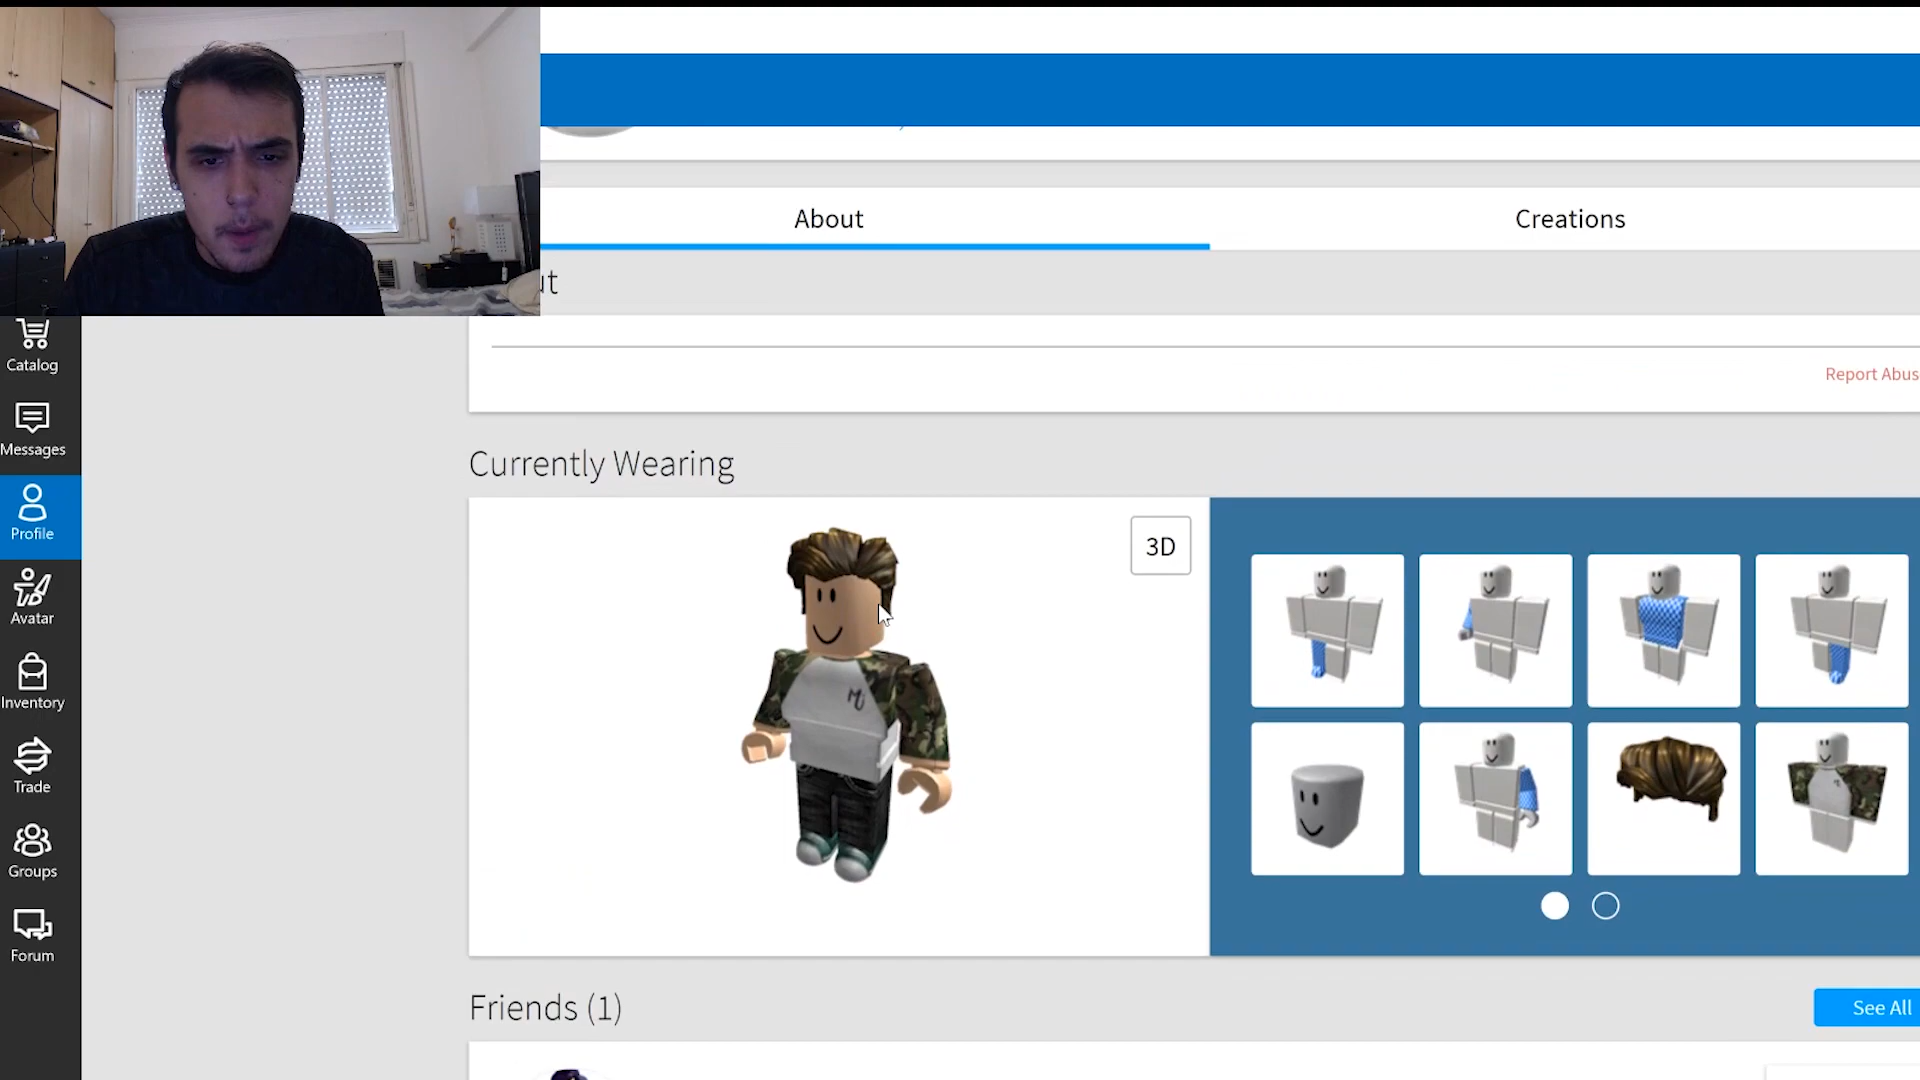 About
Creations
ut
Report Abus
Currently Wearing
3D
Catalog
Messages
Profile
Avatar
Inventory
Trade
Groups
Forum
Friends (1)
See All